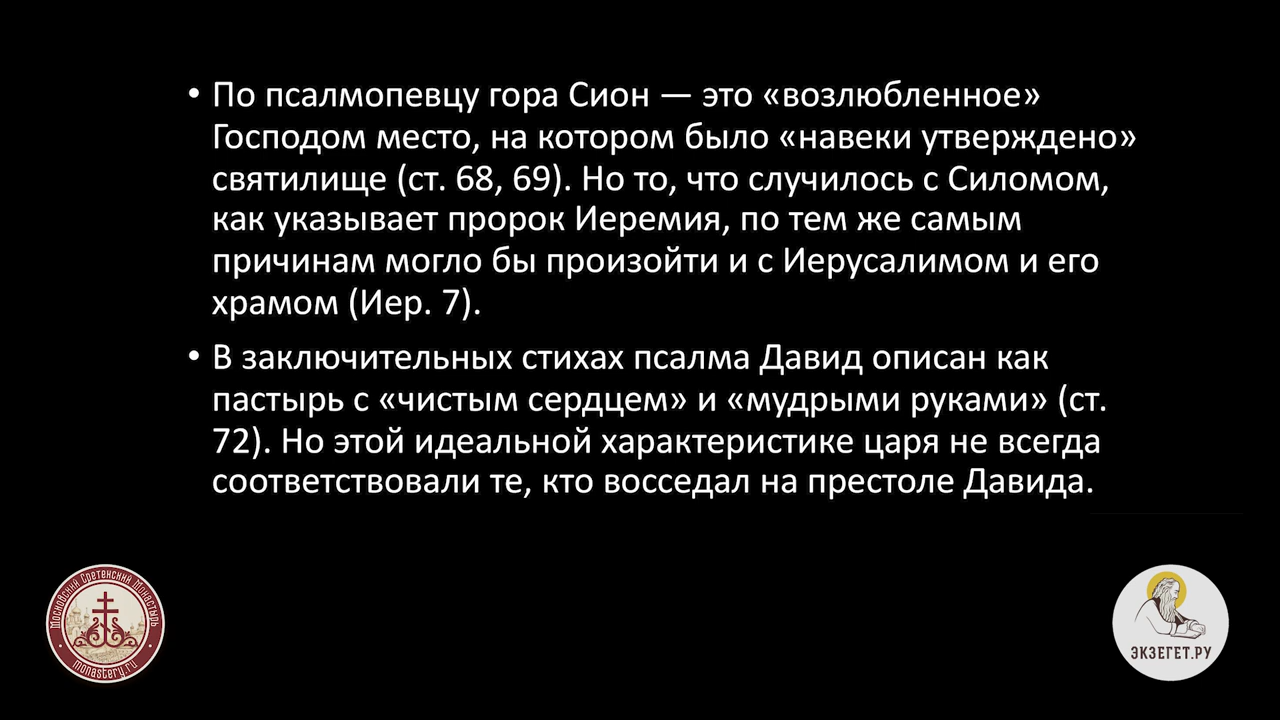 • По псалмопевцу гора Сион — это «возлюбленное»
Господом место, на котором было «навеки утверждено»
святилище (ст. 68, 69). Но то, что случилось с Силомом,
как указывает пророк Иеремия, по тем же самым
причинам могло бы произойти и с Иерусалимом и его
храмом (Иер. 7).
• В заключительных стихах псалма Давид описан как
пастырь с «чистым сердцем» и «мудрыми руками» (ст.
72). Но этой идеальной характеристике царя не всегда
соответствовали те, кто восседал на престоле Давида.
Московский Сретенский Монастырь
monastery.ru
ЭКЗЕГЕТ.РУ